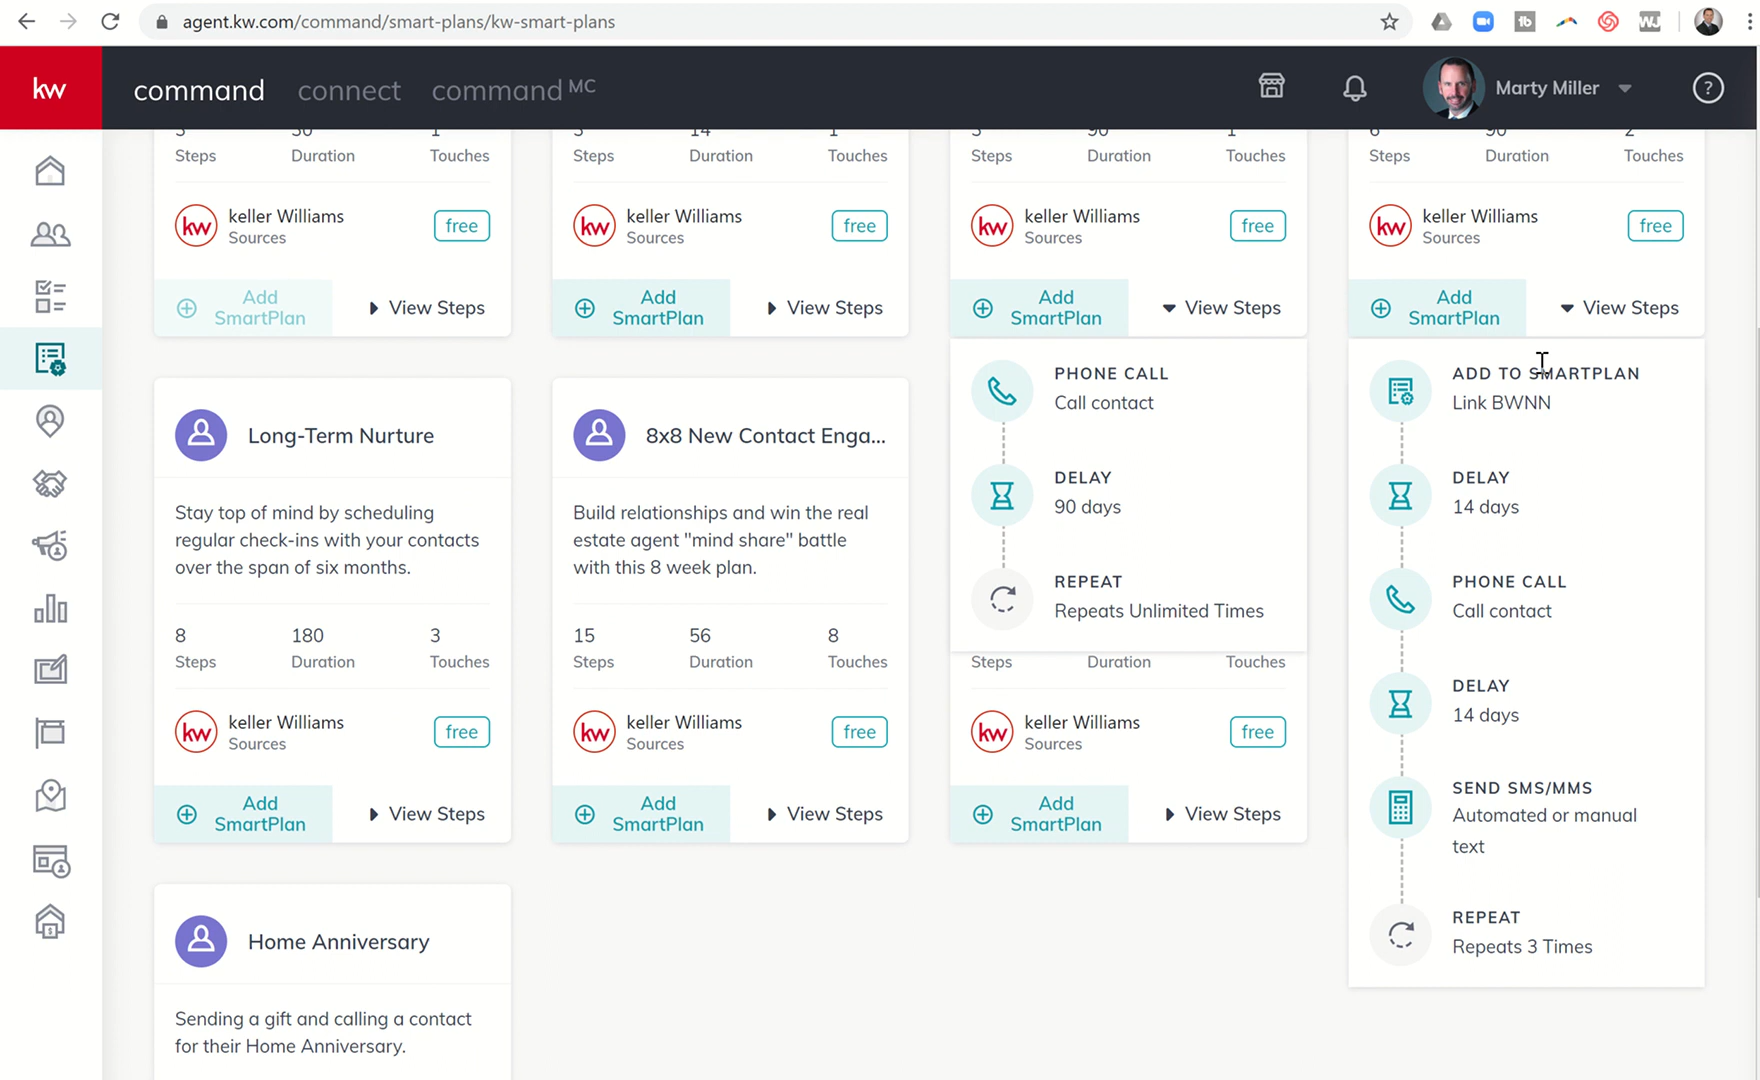 agent.kw.com/command/smart-plans/kw-smart-plans
kw
command
connect
command MC
Marty Miller
?
Steps
Duration
Touches
keller Williams
Sources
free
Add
SmartPlan
View Steps
14
Steps
Duration
Touches
keller Williams
Sources
free
Add
SmartPlan
View Steps
90
Steps
Duration
Touches
keller Williams
Sources
free
Add
SmartPlan
View Steps
PHONE CALL
Call contact
DELAY
90 days
REPEAT
Repeats Unlimited Times
6
90
2
Steps
Duration
Touches
keller Williams
Sources
free
Add
SmartPlan
View Steps
ADD TO SMARTPLAN
Link BWNN
DELAY
14 days
PHONE CALL
Call contact
DELAY
14 days
SEND SMS/MMS
Automated or manual
text
REPEAT
Repeats 3 Times
Long-Term Nurture
Stay top of mind by scheduling
regular check-ins with your contacts
over the span of six months.
8
180
3
Steps
Duration
Touches
keller Williams
Sources
free
Add
SmartPlan
View Steps
8x8 New Contact Enga...
Build relationships and win the real
estate agent "mind share" battle
with this 8 week plan.
15
56
8
Steps
Duration
Touches
keller Williams
Sources
free
Add
SmartPlan
View Steps
Steps
Duration
Touches
keller Williams
Sources
free
Add
SmartPlan
View Steps
Home Anniversary
Sending a gift and calling a contact
for their Home Anniversary.